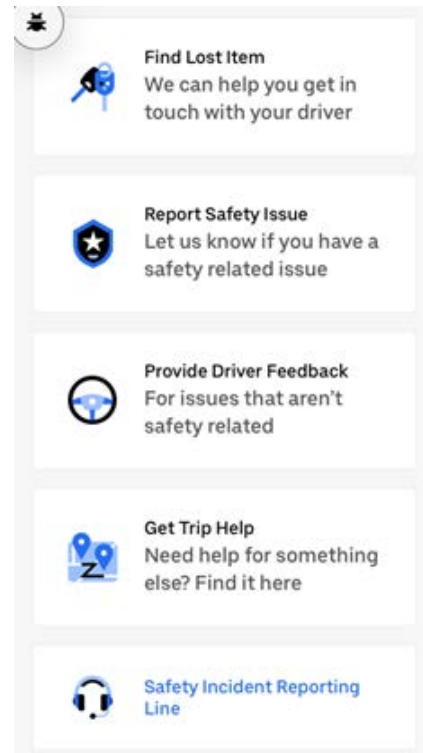 Find Lost Item
We can help you get in
touch with your driver
Report Safety Issue
Let us know if you have a
safety related issue
Provide Driver Feedback
For issues that aren't
safety related
Get Trip Help
Need help for something
else? Find it here
Safety Incident Reporting
Line